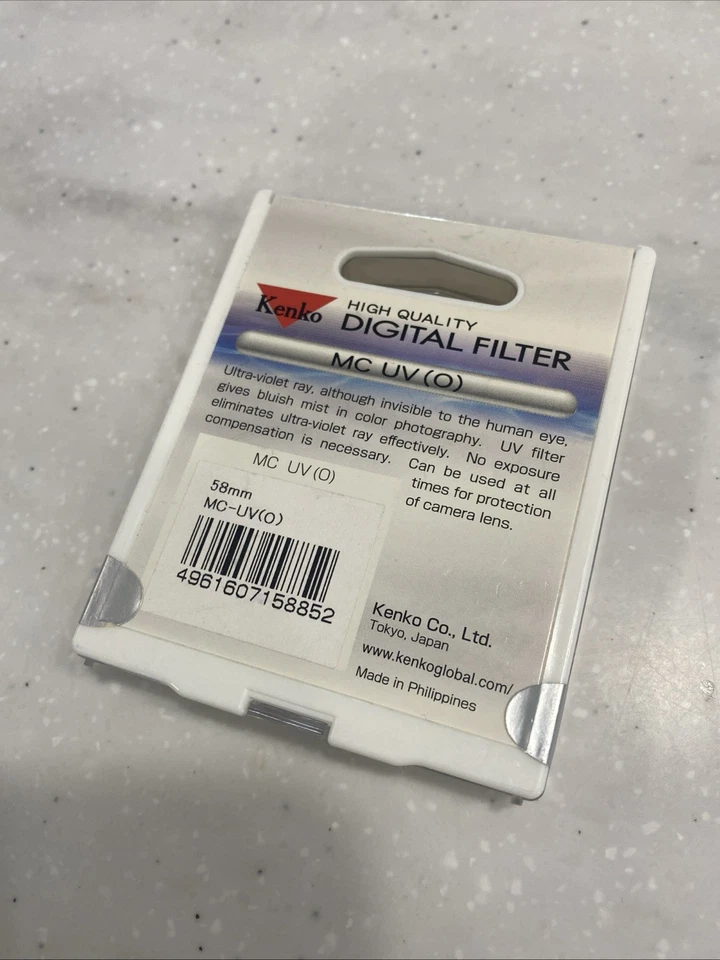 Kenko
HIGH QUALITY
DIGITAL FILTER
MC UV (O)
Ultra-violet ray, although invisible to the human eye,
gives bluish mist in color photography. UV filter
eliminates ultra-violet ray effectively. No exposure
compensation is necessary. Can be used at all
times for protection
of camera lens.
MC UV (O)
58mm
MC-UV(O)
4961607158852
Kenko Co., Ltd.
Tokyo, Japan
www.kenkoglobal.com/
Made in Philippines